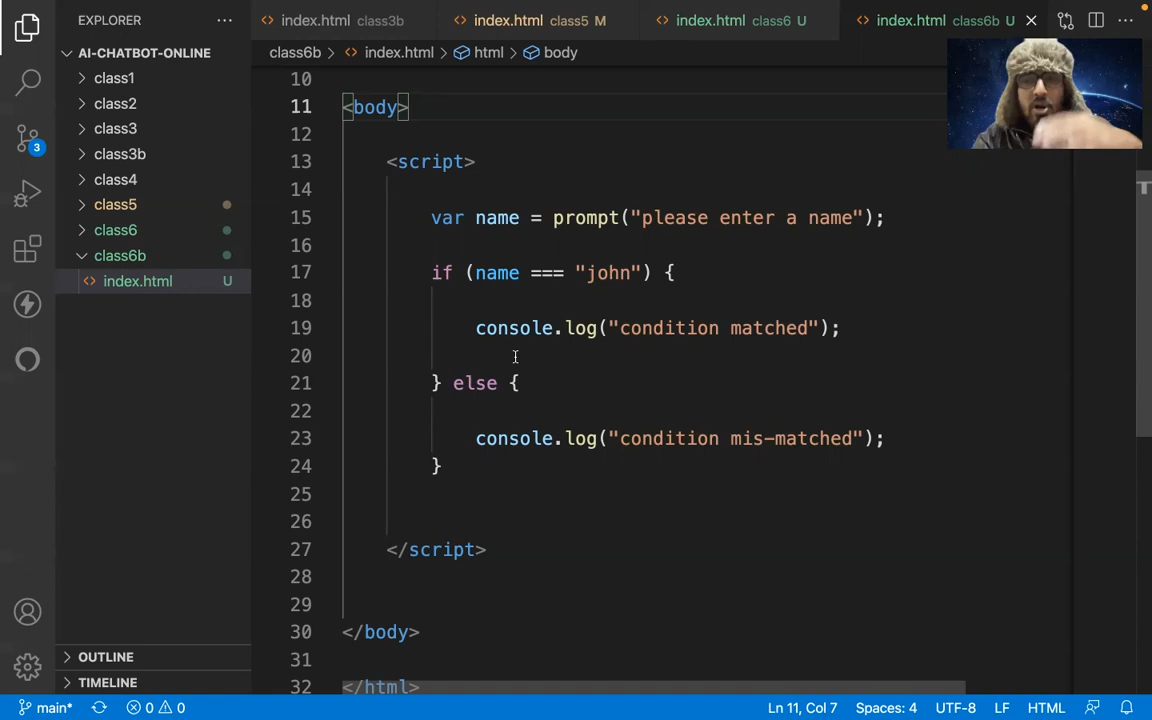 EXPLORER
index.html class3b
index.html class5 M
index.html class6 U
index.html class6b U
AI-CHATBOT-ONLINE
class6b > index.html > html > body
class1
class2
class3
class3b
class4
class5
class6
class6b
index.html U
3
10
11 <body>
12
13 <script>
14
15 var name = prompt("please enter a name");
16
17 if (name === "john") {
18
19 console.log("condition matched");
20
21 } else {
22
23 console.log("condition mis-matched");
24 }
25
26
27 </script>
28
29
30 </body>
31
32 </html>
OUTLINE
TIMELINE
main* 0 0 Ln 11, Col 7 Spaces: 4 UTF-8 LF HTML